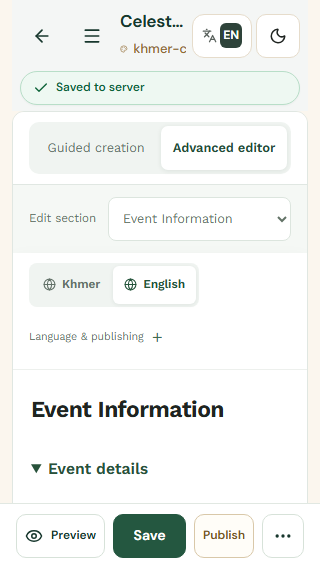 Celest...
khmer-c
EN
Saved to server
Guided creation
Advanced editor
Edit section
Event Information
Khmer
English
Language & publishing +
Event Information
▼ Event details
Preview
Save
Publish
...